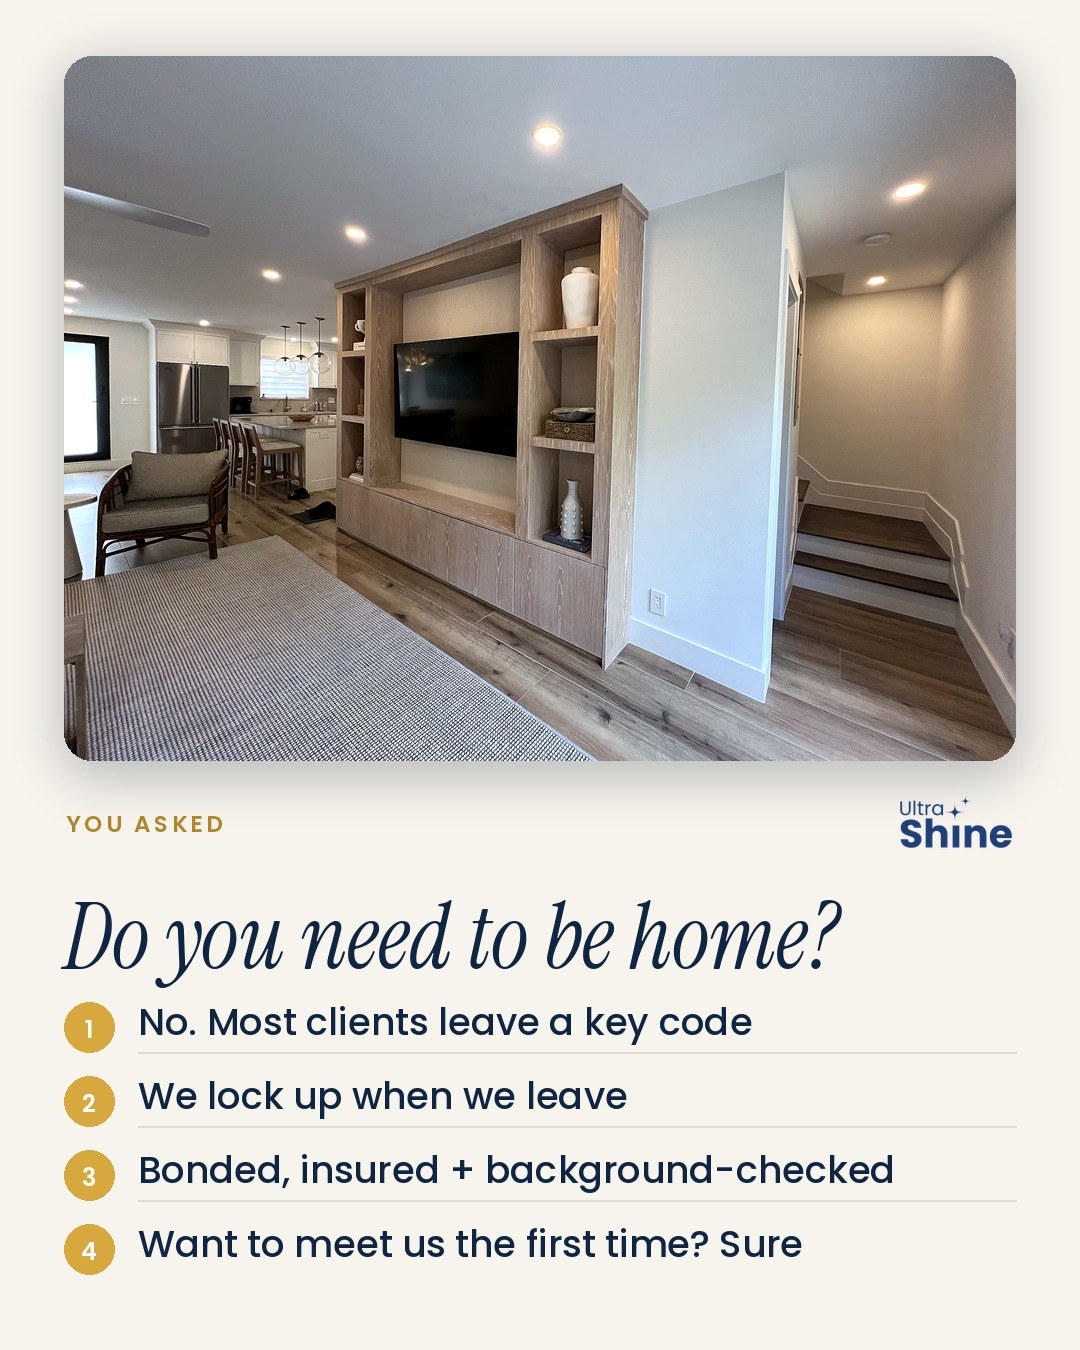 YOU ASKED
Ultra
Shine
Do you need to be home?
1 No. Most clients leave a key code
2 We lock up when we leave
3 Bonded, insured + background-checked
4 Want to meet us the first time? Sure